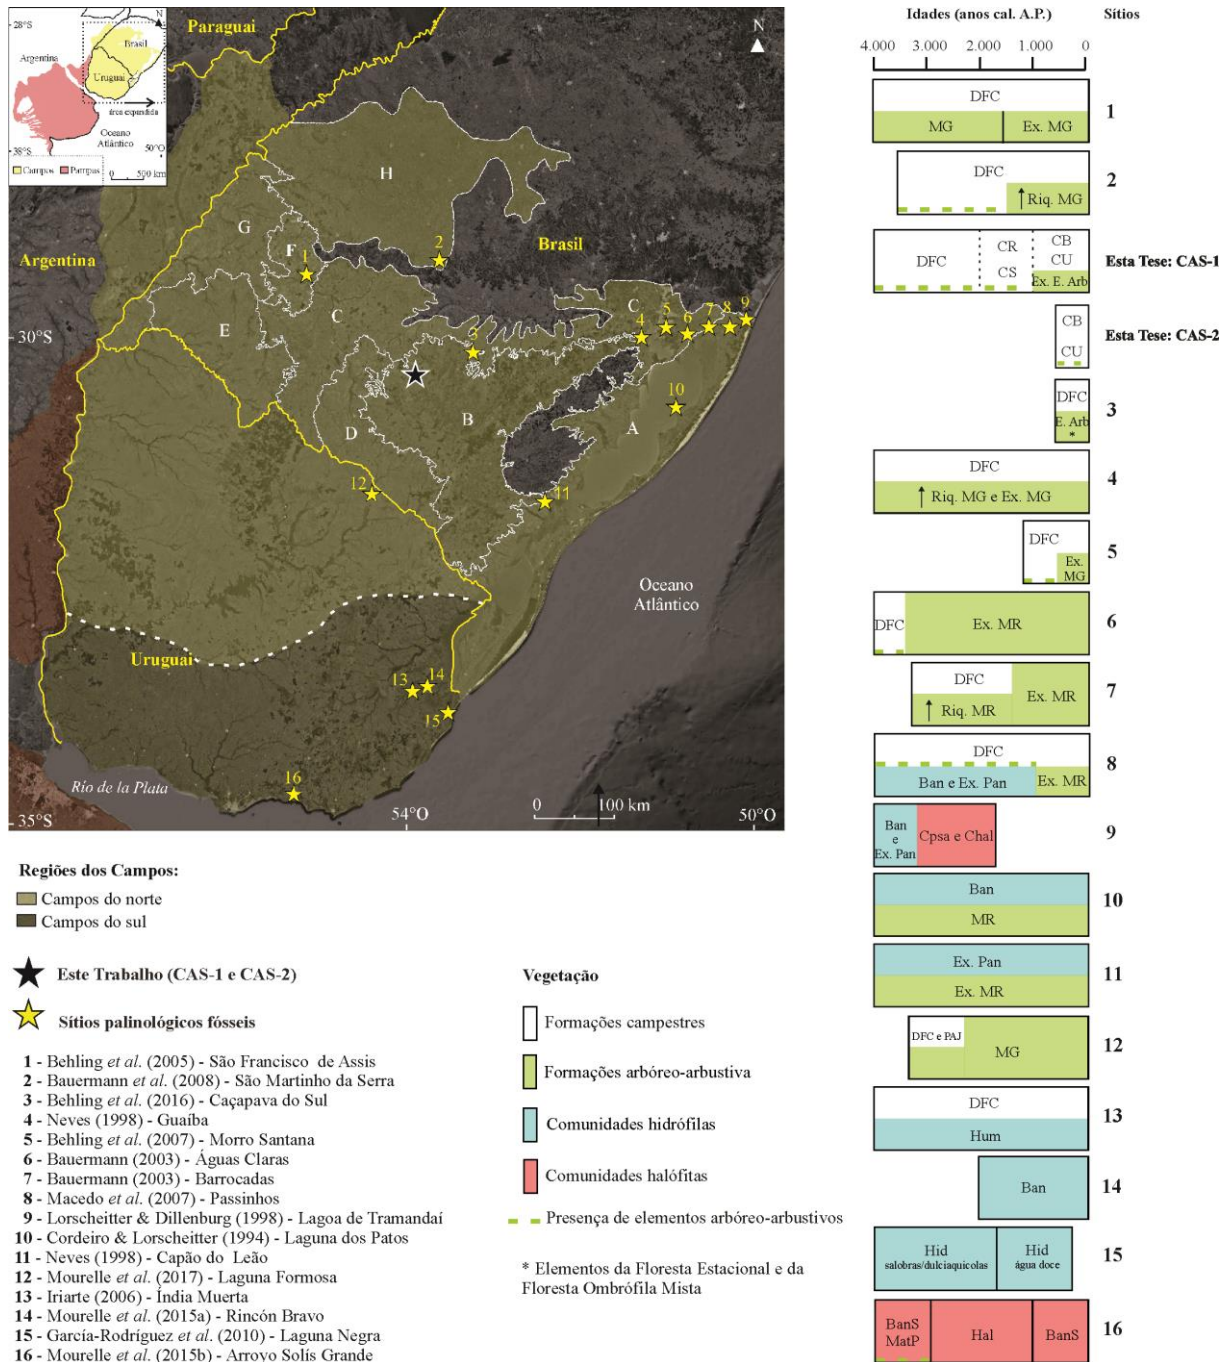 28°S
Paraguai
N
Brasil
Argentina
Uruguai
área expandida
Oceano
Atlântico
38°S
50°O
Campos
Pampas
0 500 km
N
H
G
F
1
2
Brasil
Argentina
E
C
C
30°S
3
4
5
6
7
8
9
10
D
B
A
12
11
Oceano
Atlântico
Uruguai
13
14
15
16
Río de la Plata
0 100 km
35°S
54°O
50°O
Idades (anos cal. A.P.)
Sítios
4.000 3.000 2.000 1.000 0
DFC
MG
Ex. MG
1
DFC
↑ Riq. MG
2
DFC
CR
CS
CB
CU
Ex. E. Arb
Esta Tese: CAS-1
CB
CU
Esta Tese: CAS-2
DFC
E. Arb
*
3
DFC
↑ Riq. MG e Ex. MG
4
DFC
Ex.
MG
5
DFC
Ex. MR
6
DFC
↑ Riq. MR
Ex. MR
7
DFC
Ban e Ex. Pan
Ex. MR
8
Ban
e
Ex. Pan
Cpsa e Chal
9
Ban
MR
10
Ex. Pan
Ex. MR
11
DFC e PAJ
MG
12
DFC
Hum
13
Ban
14
Hid
salobras/dulciaquicolas
Hid
água doce
15
BanS
MatP
Hal
BanS
16
Regiões dos Campos:
Campos do norte
Campos do sul
Este Trabalho (CAS-1 e CAS-2)
Sítios palinológicos fósseis
1 - Behling et al. (2005) - São Francisco de Assis
2 - Bauermann et al. (2008) - São Martinho da Serra
3 - Behling et al. (2016) - Caçapava do Sul
4 - Neves (1998) - Guaíba
5 - Behling et al. (2007) - Morro Santana
6 - Bauermann (2003) - Águas Claras
7 - Bauermann (2003) - Barrocadas
8 - Macedo et al. (2007) - Passinhos
9 - Lorscheitter & Dillenburg (1998) - Lagoa de Tramandaí
10 - Cordeiro & Lorscheitter (1994) - Laguna dos Patos
11 - Neves (1998) - Capão do Leão
12 - Mourelle et al. (2017) - Laguna Formosa
13 - Iriarte (2006) - Índia Muerta
14 - Mourelle et al. (2015a) - Rincón Bravo
15 - García-Rodríguez et al. (2010) - Laguna Negra
16 - Mourelle et al. (2015b) - Arroyo Solís Grande
Vegetação
Formações campestres
Formações arbóreo-arbustiva
Comunidades hidrófilas
Comunidades halófitas
Presença de elementos arbóreo-arbustivos
* Elementos da Floresta Estacional e da
Floresta Ombrófila Mista